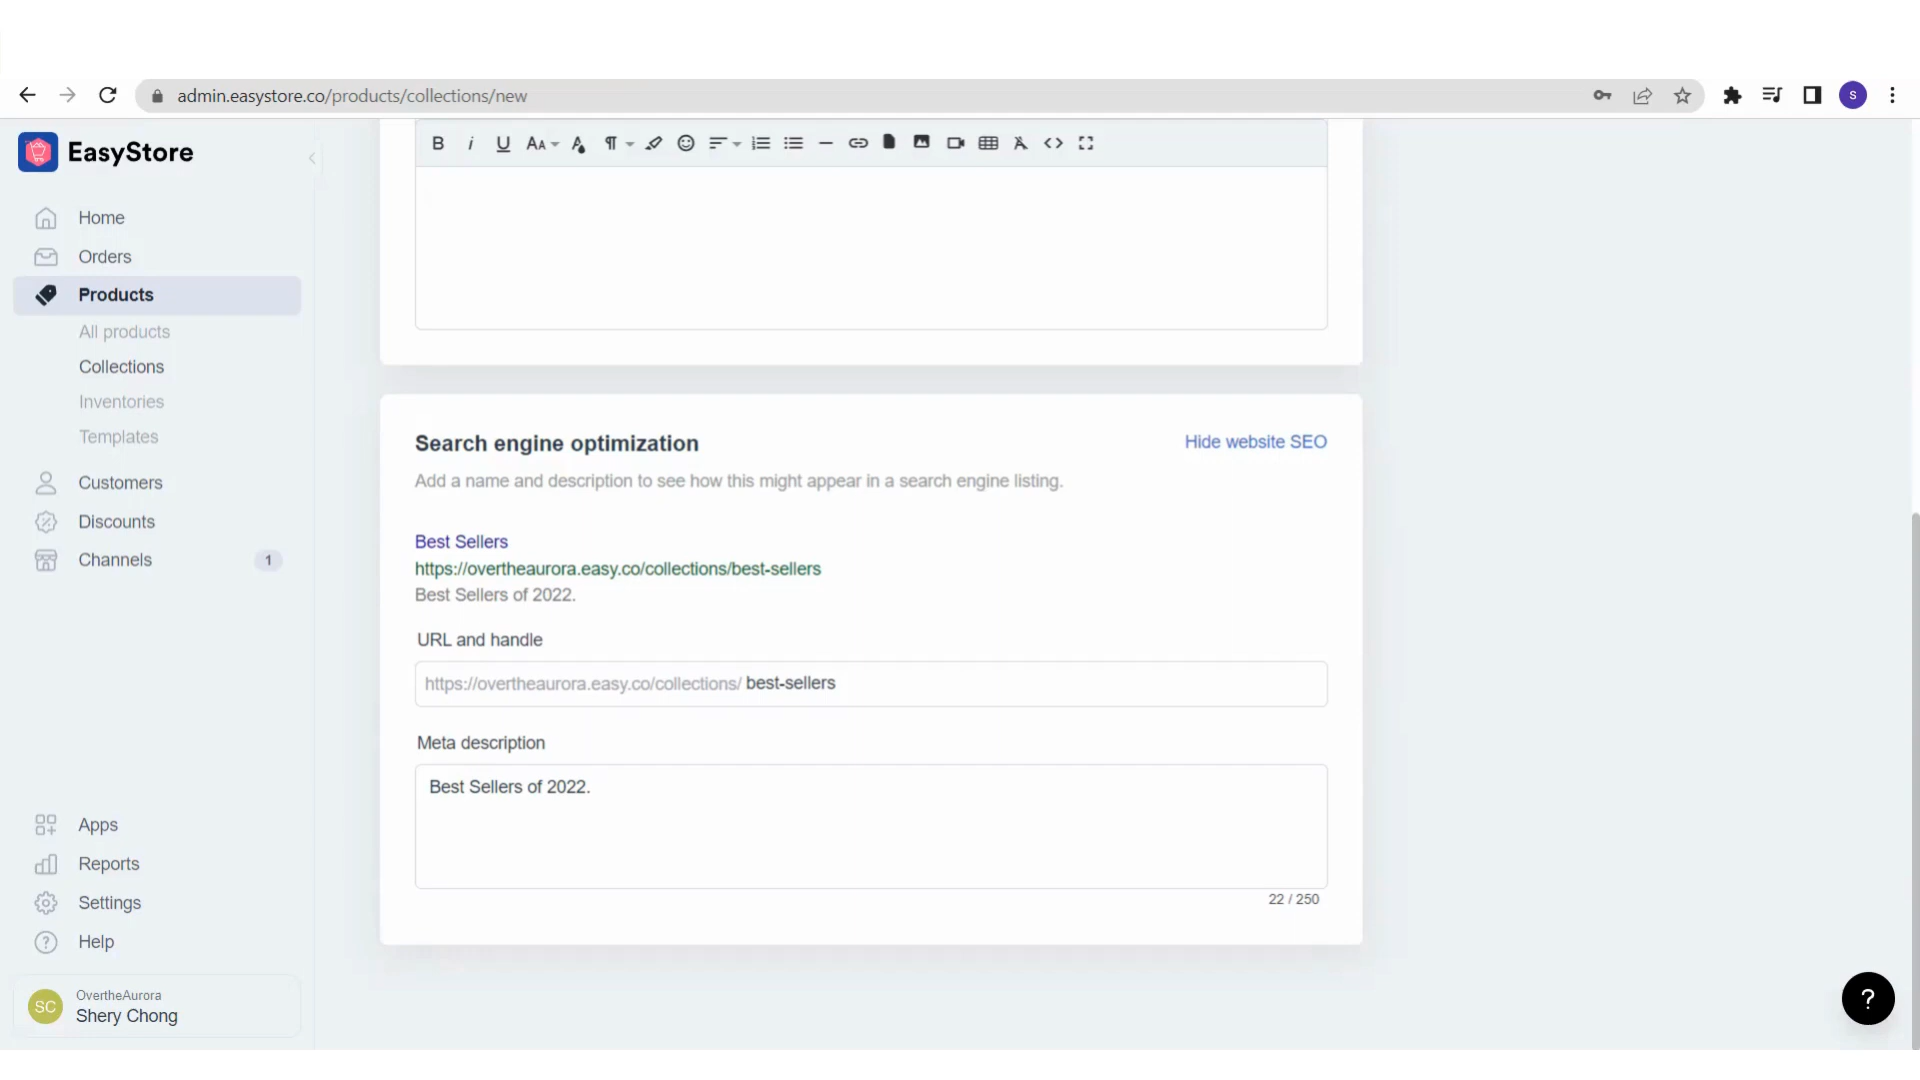 admin.easystore.co/products/collections/new
S
EasyStore
Home
Orders
Products
All products
Collections
Inventories
Templates
Customers
Discounts
Channels
1
Apps
Reports
Settings
Help
SC
OvertheAurora
Shery Chong
B i U AA A ¶
Search engine optimization
Hide website SEO
Add a name and description to see how this might appear in a search engine listing.
Best Sellers
https://overtheaurora.easy.co/collections/best-sellers
Best Sellers of 2022.
URL and handle
https://overtheaurora.easy.co/collections/ best-sellers
Meta description
Best Sellers of 2022.
22 / 250
?